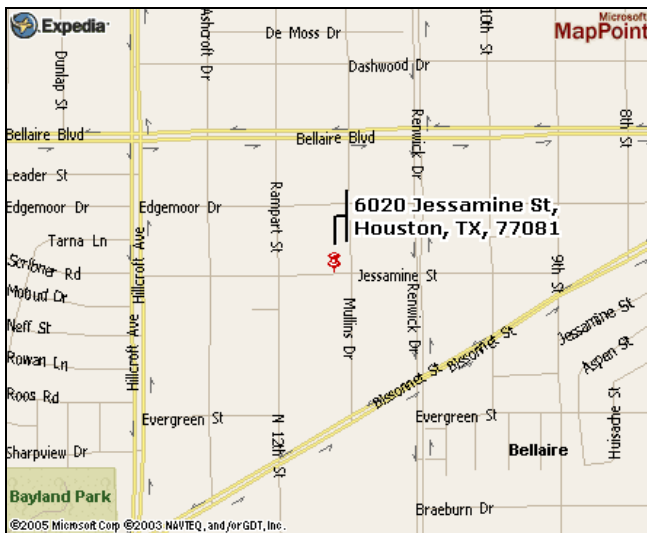 Expedia
Microsoft
MapPoint
De Moss Dr
Ashcroft Dr
10th St
Dunlap St
Dashwood Dr
Renwick Dr
8th St
Bellaire Blvd
Bellaire Blvd
Leader St
Rampart St
Edgemoor Dr
Edgemoor Dr
6020 Jessamine St,
Houston, TX, 77081
Tarna Ln
Hillcroft Ave
Scribner Rd
Jessamine St
9th St
Mobud Dr
Mullins Dr
Renwick Dr
Jessamine St
Neff St
Hillcroft Ave
Bissonnet St
Aspen St
Rowan Ln
Bissonnet St
Roos Rd
Huisache St
Evergreen St
N 12th St
Evergreen St
Sharpview Dr
Bellaire
Bayland Park
Braeburn Dr
©2005 Microsoft Corp ©2003 NAVTEQ, and/or GDT, Inc.